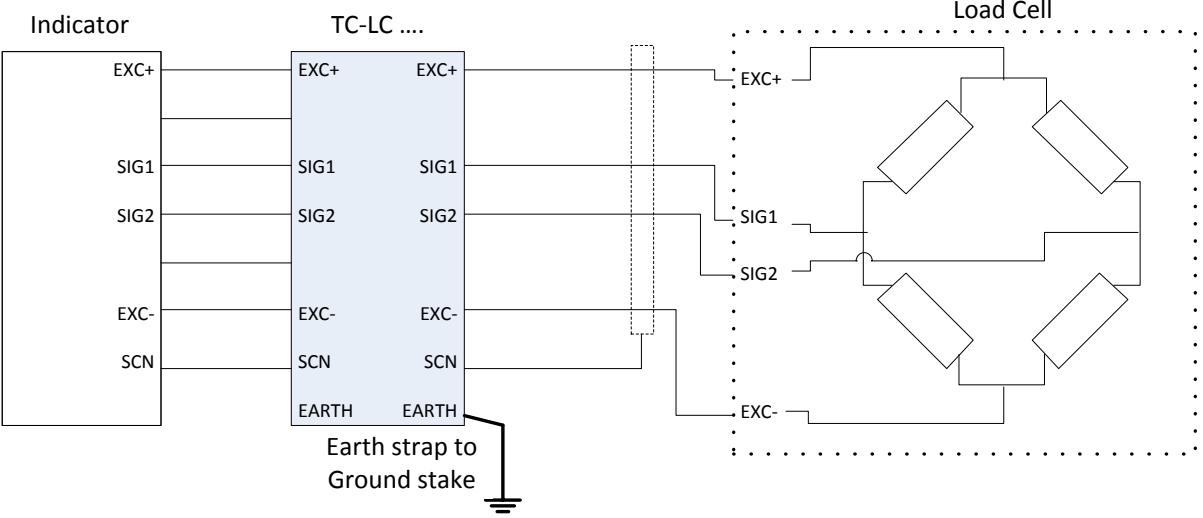 Indicator
EXC+
SIG1
SIG2
EXC-
SCN
TC-LC ....
EXC+ EXC+
SIG1 SIG1
SIG2 SIG2
EXC- EXC-
SCN SCN
EARTH EARTH
Earth strap to
Ground stake
Load Cell
EXC+
SIG1
SIG2
EXC-